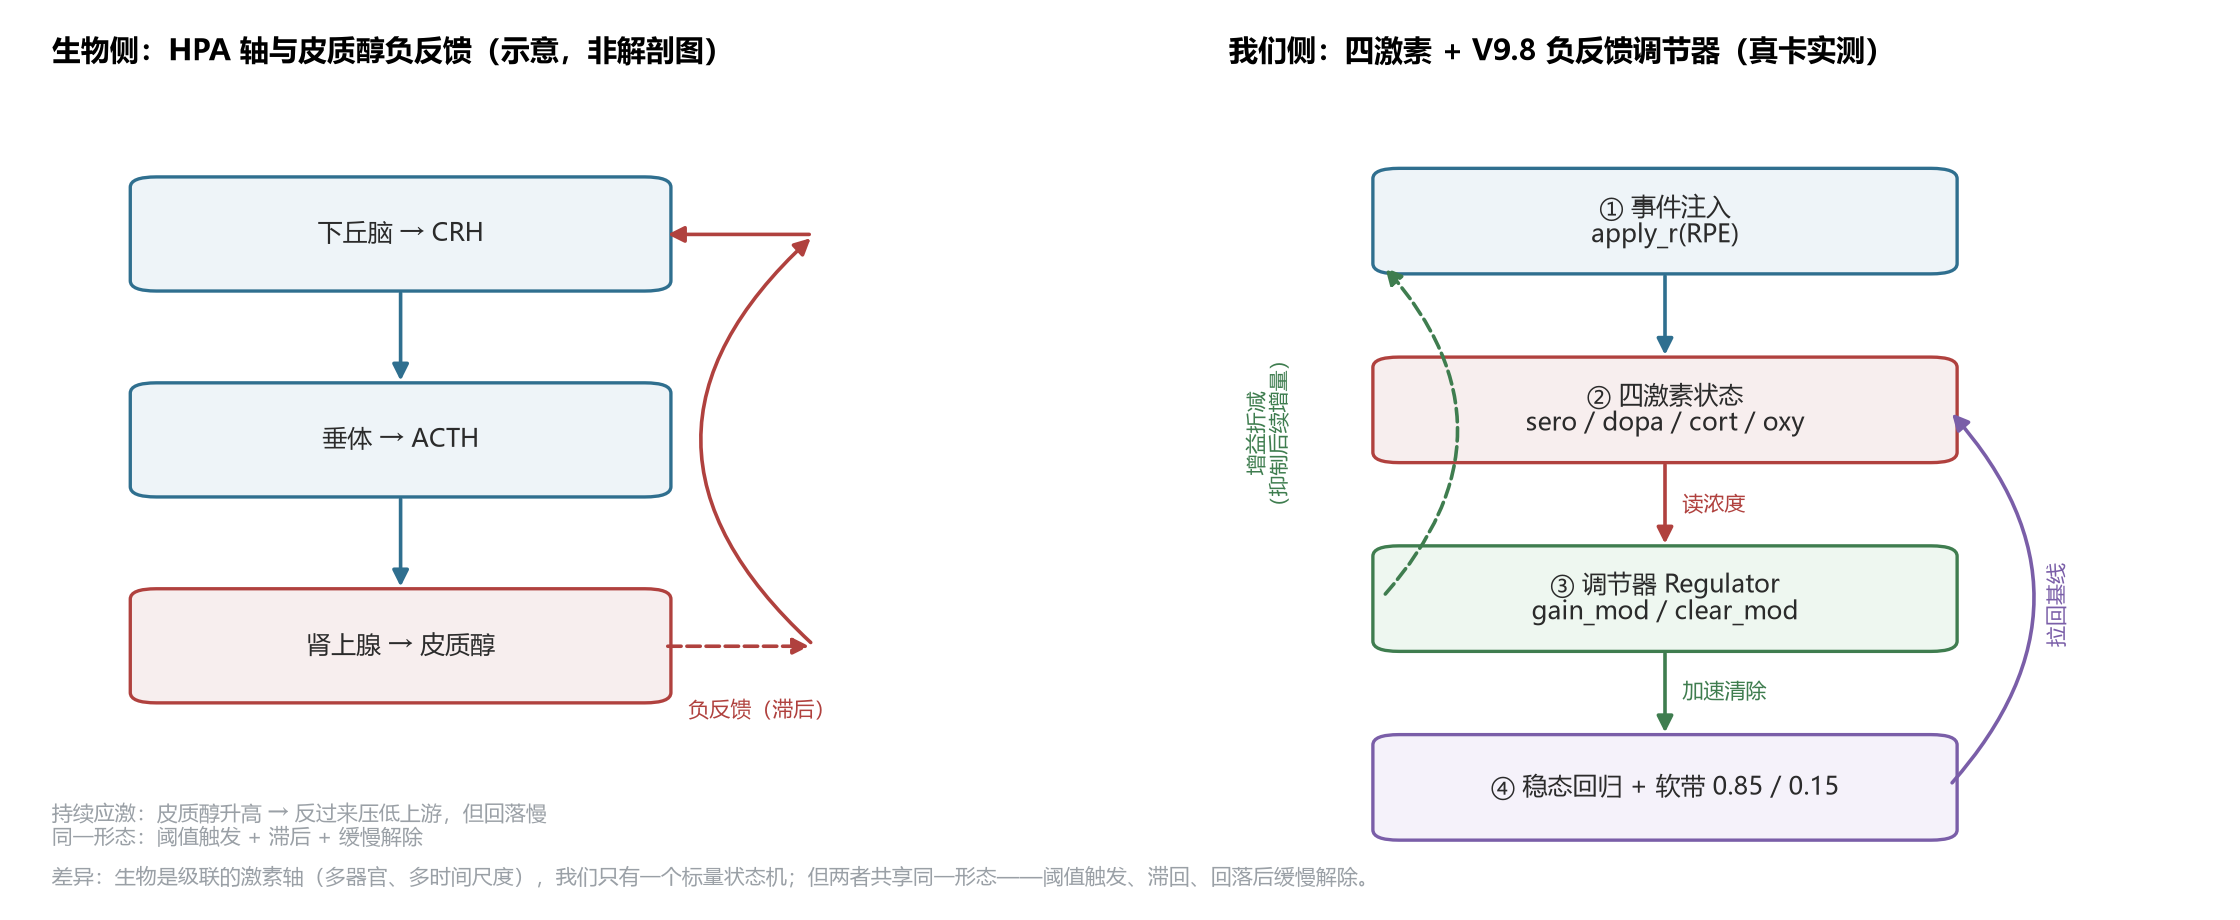 生物侧：HPA 轴与皮质醇负反馈（示意，非解剖图）
下丘脑 → CRH
垂体 → ACTH
肾上腺 → 皮质醇
负反馈（滞后）
持续应激：皮质醇升高 → 反过来压低上游，但回落慢
同一形态：阈值触发 + 滞后 + 缓慢解除
我们侧：四激素 + V9.8 负反馈调节器（真卡实测）
① 事件注入
apply_r(RPE)
② 四激素状态
sero / dopa / cort / oxy
读浓度
③ 调节器 Regulator
gain_mod / clear_mod
加速清除
④ 稳态回归 + 软带 0.85 / 0.15
增益折减
（抑制后续增量）
拉回基线
差异：生物是级联的激素轴（多器官、多时间尺度），我们只有一个标量状态机；但两者共享同一形态——阈值触发、滞回、回落后缓慢解除。